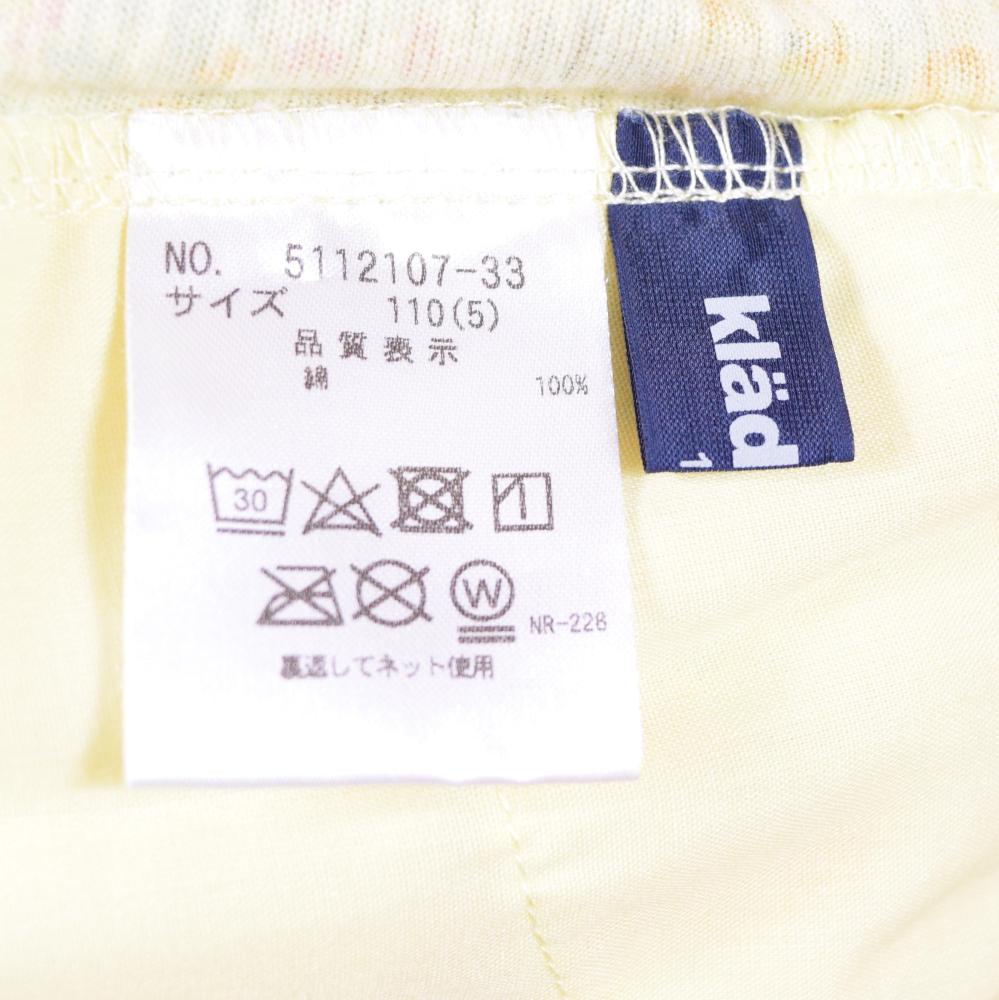 NO. 5112107-33
サイズ 110(5)
品質表示
綿 100%
30
W
NR-228
裏返してネット使用
kläd
1